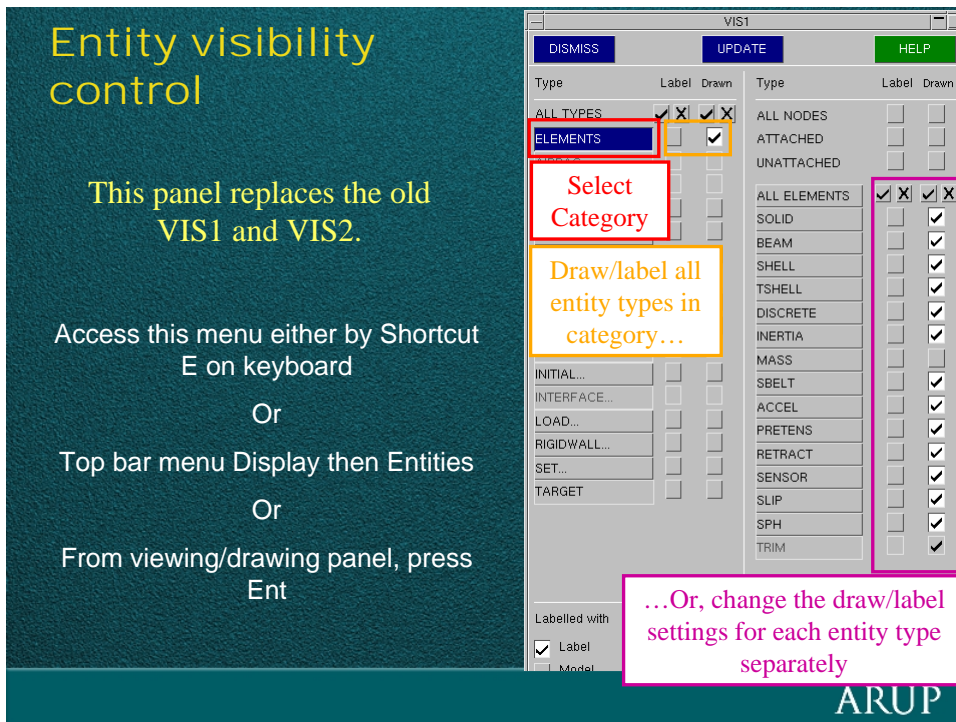 Entity visibility
control
This panel replaces the old
VIS1 and VIS2.
Access this menu either by Shortcut
E on keyboard
Or
Top bar menu Display then Entities
Or
From viewing/drawing panel, press
Ent
VIS1
DISMISS UPDATE HELP
Type Label Drawn Type Label Drawn
ALL TYPES
ELEMENTS
Select
Category
Draw/label all
entity types in
category…
INITIAL...
INTERFACE...
LOAD...
RIGIDWALL...
SET...
TARGET
ALL NODES
ATTACHED
UNATTACHED
ALL ELEMENTS
SOLID
BEAM
SHELL
TSHELL
DISCRETE
INERTIA
MASS
SBELT
ACCEL
PRETENS
RETRACT
SENSOR
SLIP
SPH
TRIM
Labelled with
Label
Model
…Or, change the draw/label
settings for each entity type
separately
ARUP